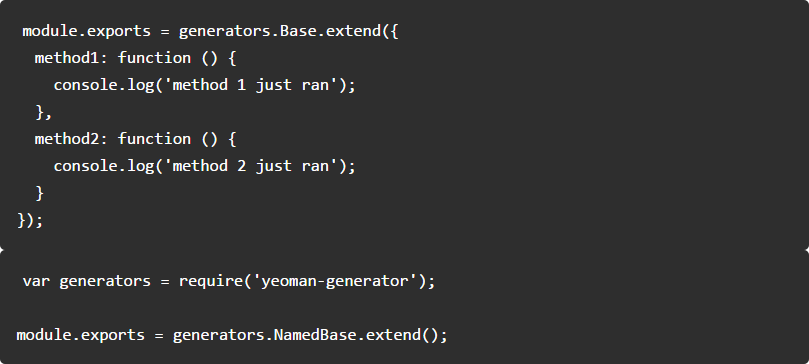 module.exports = generators.Base.extend({
  method1: function () {
    console.log('method 1 just ran');
  },
  method2: function () {
    console.log('method 2 just ran');
  }
});
var generators = require('yeoman-generator');
module.exports = generators.NamedBase.extend();